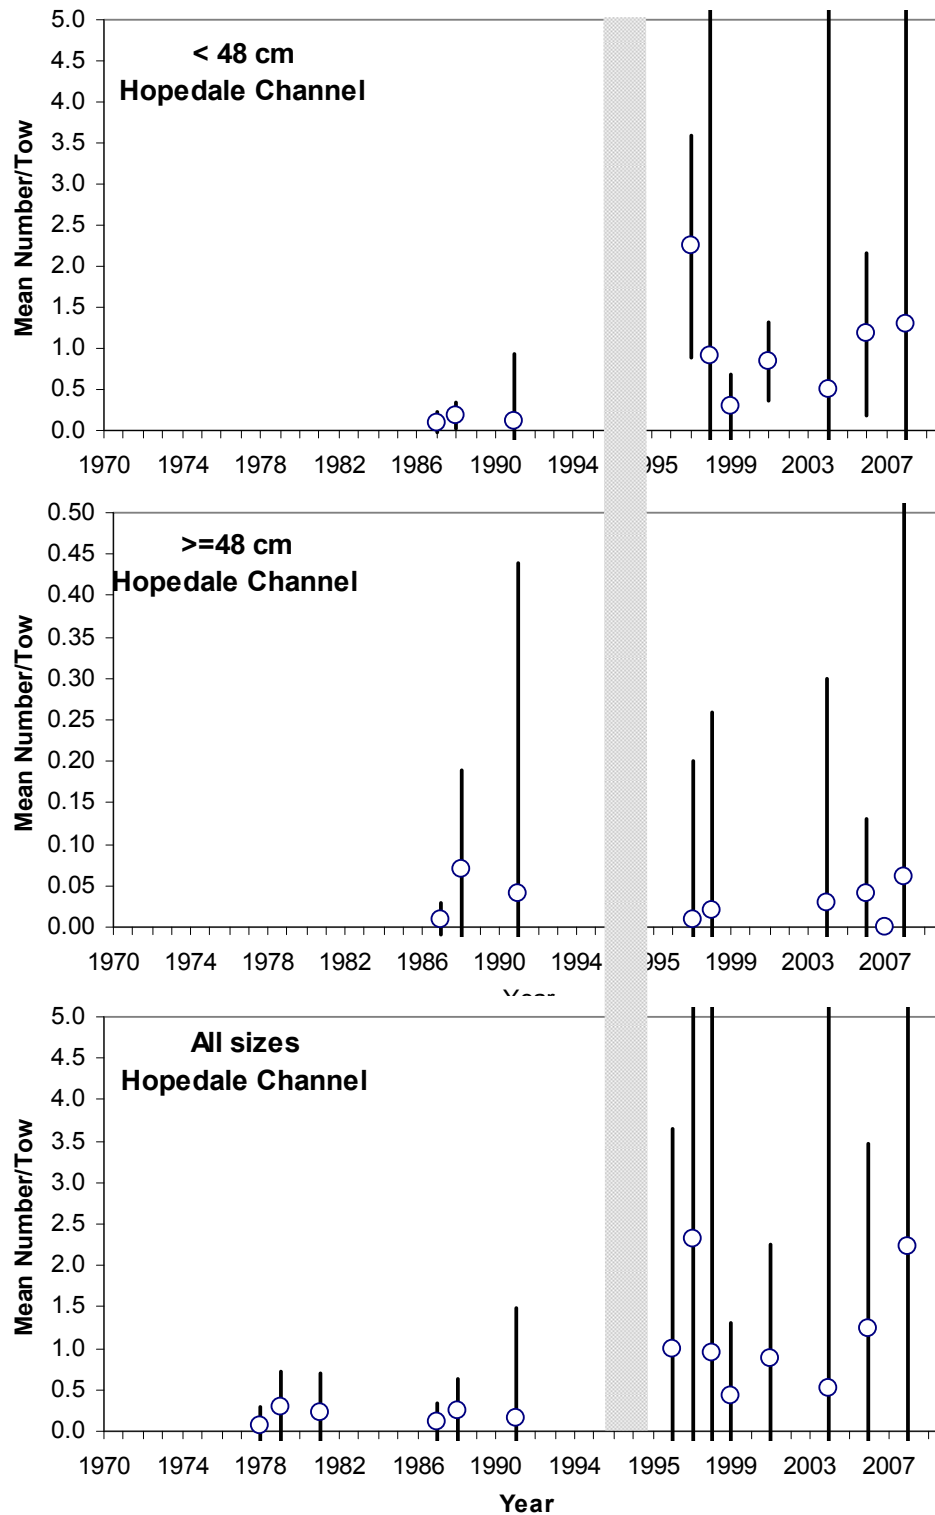 < 48 cm
Hopedale Channel
Mean Number/Tow
5.0
4.5
4.0
3.5
3.0
2.5
2.0
1.5
1.0
0.5
0.0
1970 1974 1978 1982 1986 1990 1994 1995 1999 2003 2007
>=48 cm
Hopedale Channel
Mean Number/Tow
0.50
0.45
0.40
0.35
0.30
0.25
0.20
0.15
0.10
0.05
0.00
1970 1974 1978 1982 1986 1990 1994 1995 1999 2003 2007
Year
All sizes
Hopedale Channel
Mean Number/Tow
5.0
4.5
4.0
3.5
3.0
2.5
2.0
1.5
1.0
0.5
0.0
1970 1974 1978 1982 1986 1990 1994 1995 1999 2003 2007
Year